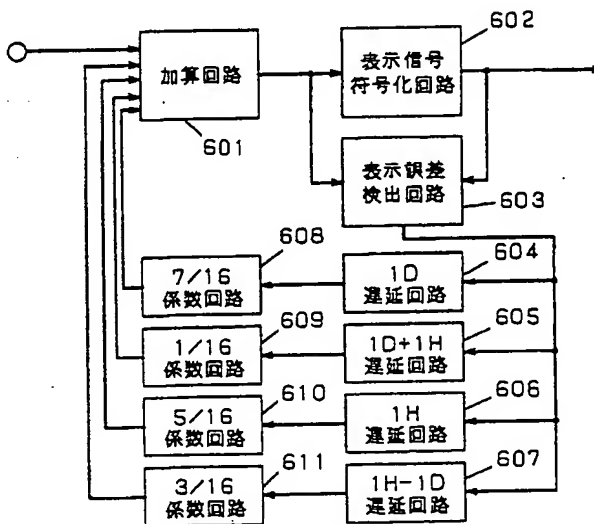 加算回路
601
表示信号
符号化回路
602
表示誤差
検出回路
603
7/16
係数回路
608
1D
遅延回路
604
1/16
係数回路
609
1D+1H
遅延回路
605
5/16
係数回路
610
1H
遅延回路
606
3/16
係数回路
611
1H-1D
遅延回路
607